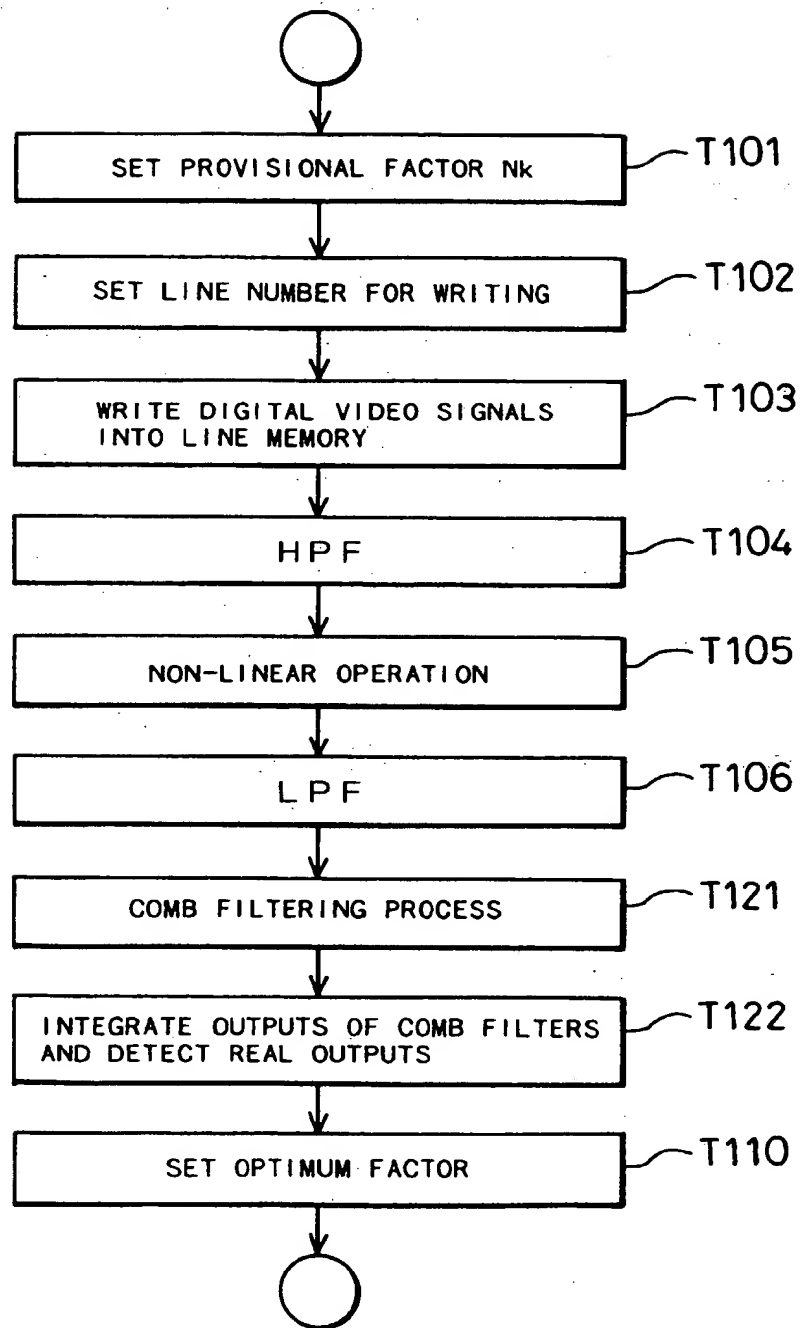 SET PROVISIONAL FACTOR Nk
T101
SET LINE NUMBER FOR WRITING
T102
WRITE DIGITAL VIDEO SIGNALS
INTO LINE MEMORY
T103
HPF
T104
NON-LINEAR OPERATION
T105
LPF
T106
COMB FILTERING PROCESS
T121
INTEGRATE OUTPUTS OF COMB FILTERS
AND DETECT REAL OUTPUTS
T122
SET OPTIMUM FACTOR
T110